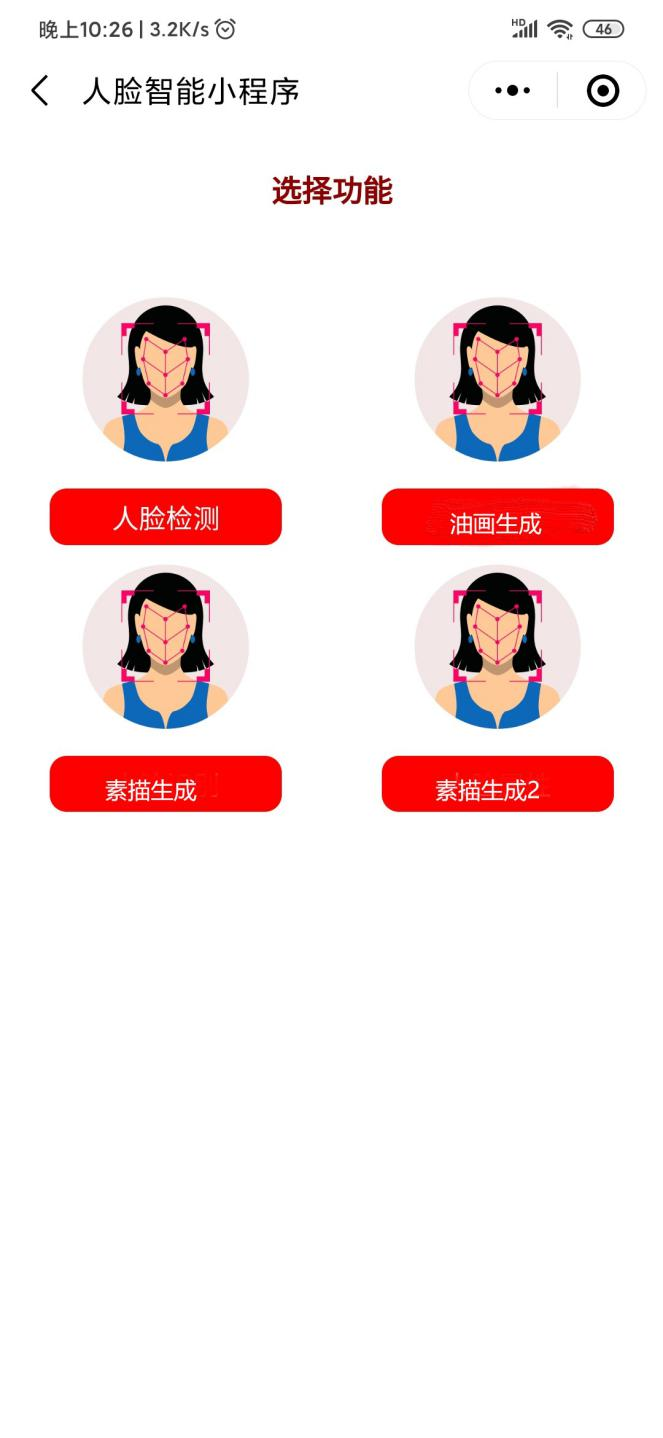 晚上10:26 | 3.2K/s
HD
46
人脸智能小程序
选择功能
人脸检测
油画生成
素描生成
素描生成2